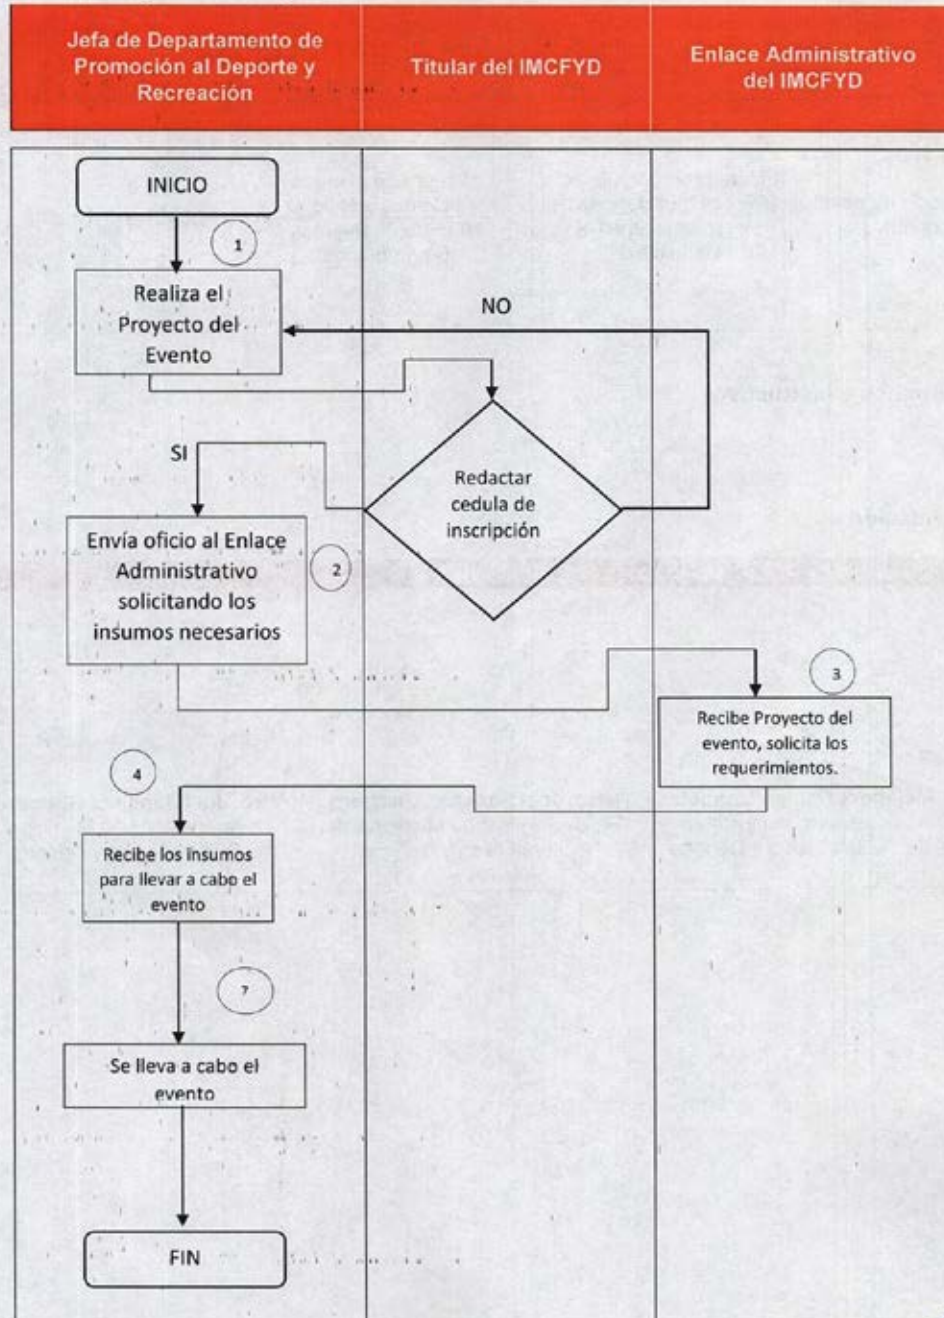 Jefa de Departamento de
Promoción al Deporte y
Recreación
Titular del IMCFYD
Enlace Administrativo
del IMCFYD
INICIO
1
Realiza el
Proyecto del
Evento
NO
SI
Redactar
cedula de
inscripción
Envía oficio al Enlace
Administrativo
solicitando los
insumos necesarios
2
3
Recibe Proyecto del
evento, solicita los
requerimientos.
4
Recibe los insumos
para llevar a cabo el
evento
7
Se lleva a cabo el
evento
FIN